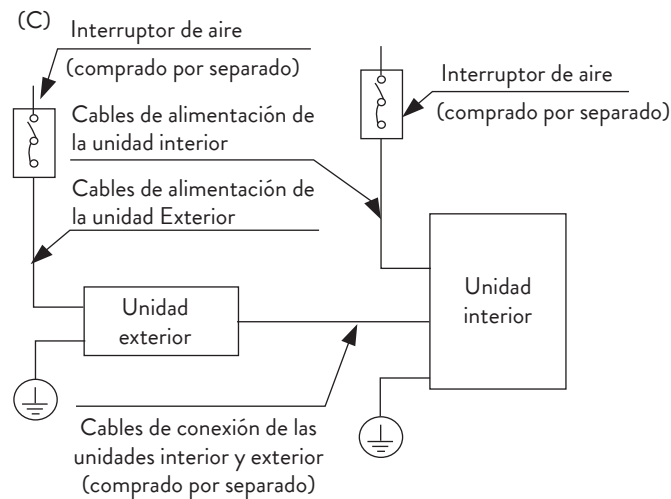 (C)
Interruptor de aire
(comprado por separado)
Interruptor de aire
(comprado por separado)
Cables de alimentación de
la unidad interior
Cables de alimentación de
la unidad Exterior
Unidad
exterior
Unidad
interior
Cables de conexión de las
unidades interior y exterior
(comprado por separado)